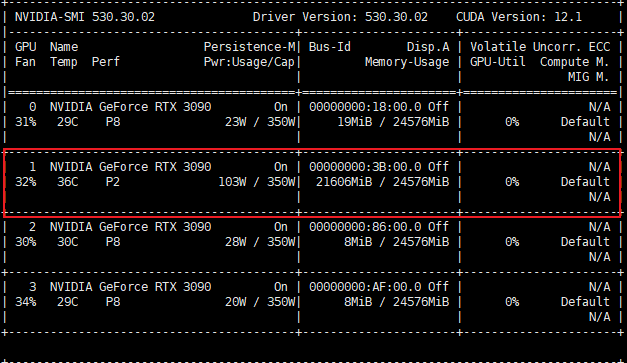 NVIDIA-SMI 530.30.02 Driver Version: 530.30.02 CUDA Version: 12.1
GPU Name Persistence-M| Bus-Id Disp.A | Volatile Uncorr. ECC
Fan Temp Perf Pwr:Usage/Cap| Memory-Usage | GPU-Util Compute M.
MIG M.
0 NVIDIA GeForce RTX 3090 On | 00000000:18:00.0 Off | N/A
31% 29C P8 23W / 350W| 19MiB / 24576MiB | 0% Default
N/A
1 NVIDIA GeForce RTX 3090 On | 00000000:3B:00.0 Off | N/A
32% 36C P2 103W / 350W| 21606MiB / 24576MiB | 0% Default
N/A
2 NVIDIA GeForce RTX 3090 On | 00000000:86:00.0 Off | N/A
30% 30C P8 28W / 350W| 8MiB / 24576MiB | 0% Default
N/A
3 NVIDIA GeForce RTX 3090 On | 00000000:AF:00.0 Off | N/A
34% 29C P8 20W / 350W| 8MiB / 24576MiB | 0% Default
N/A